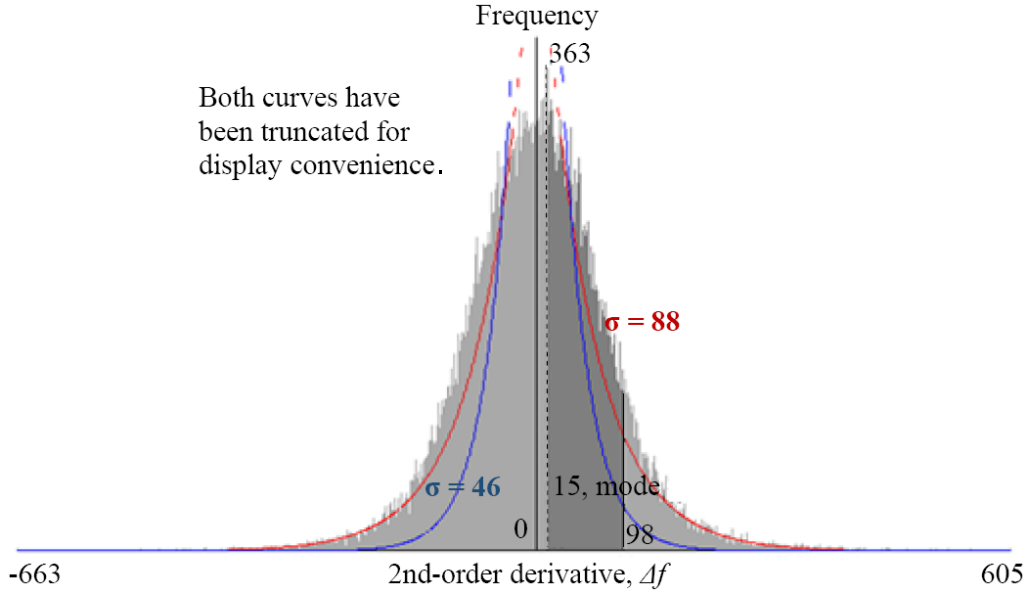 Frequency
363
Both curves have
been truncated for
display convenience.
σ = 88
σ = 46
15, mode
0
98
-663
2nd-order derivative, Δf
605